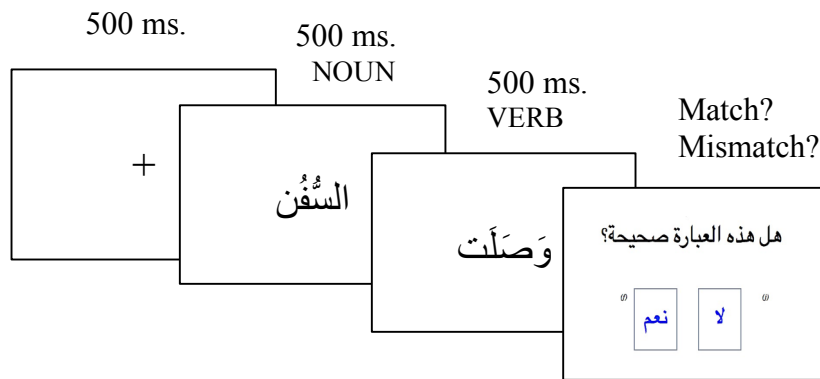 500 ms.
500 ms.
NOUN
500 ms.
VERB
Match?
Mismatch?
+
السُّفُن
وَصَلَت
هل هذه العبارة صحيحة؟
لا
نعم